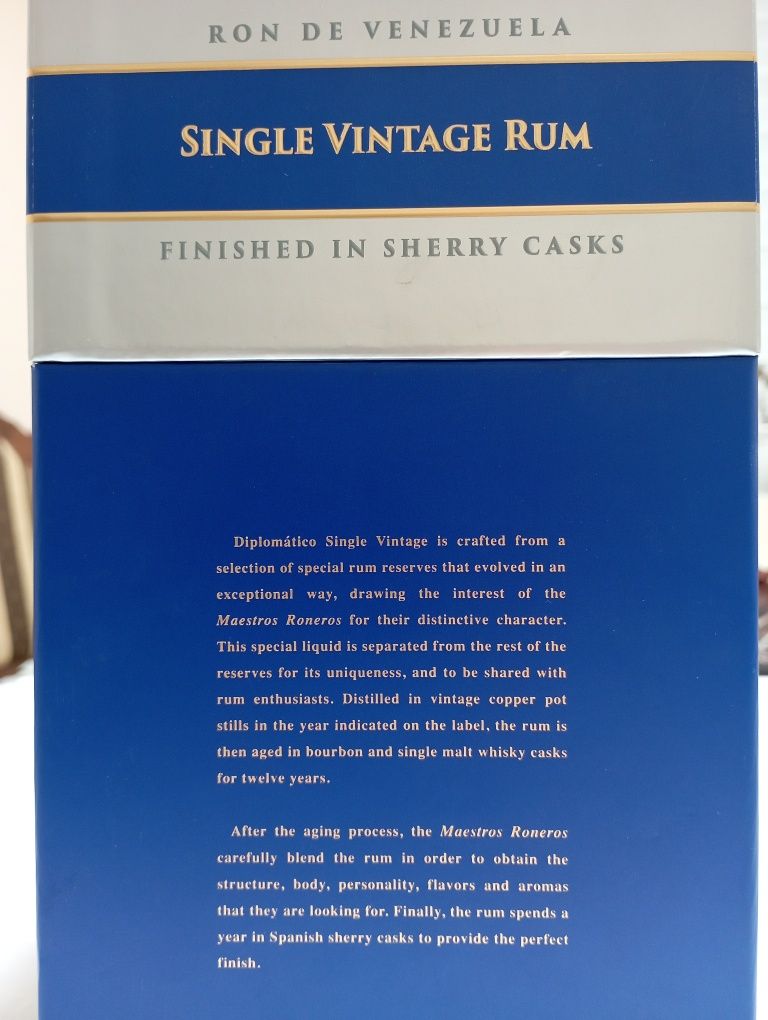 RON DE VENEZUELA
SINGLE VINTAGE RUM
FINISHED IN SHERRY CASKS
Diplomático Single Vintage is crafted from a
selection of special rum reserves that evolved in an
exceptional way, drawing the interest of the
Maestros Roneros for their distinctive character.
This special liquid is separated from the rest of the
reserves for its uniqueness, and to be shared with
rum enthusiasts. Distilled in vintage copper pot
stills in the year indicated on the label, the rum is
then aged in bourbon and single malt whisky casks
for twelve years.
After the aging process, the Maestros Roneros
carefully blend the rum in order to obtain the
structure, body, personality, flavors and aromas
that they are looking for. Finally, the rum spends a
year in Spanish sherry casks to provide the perfect
finish.